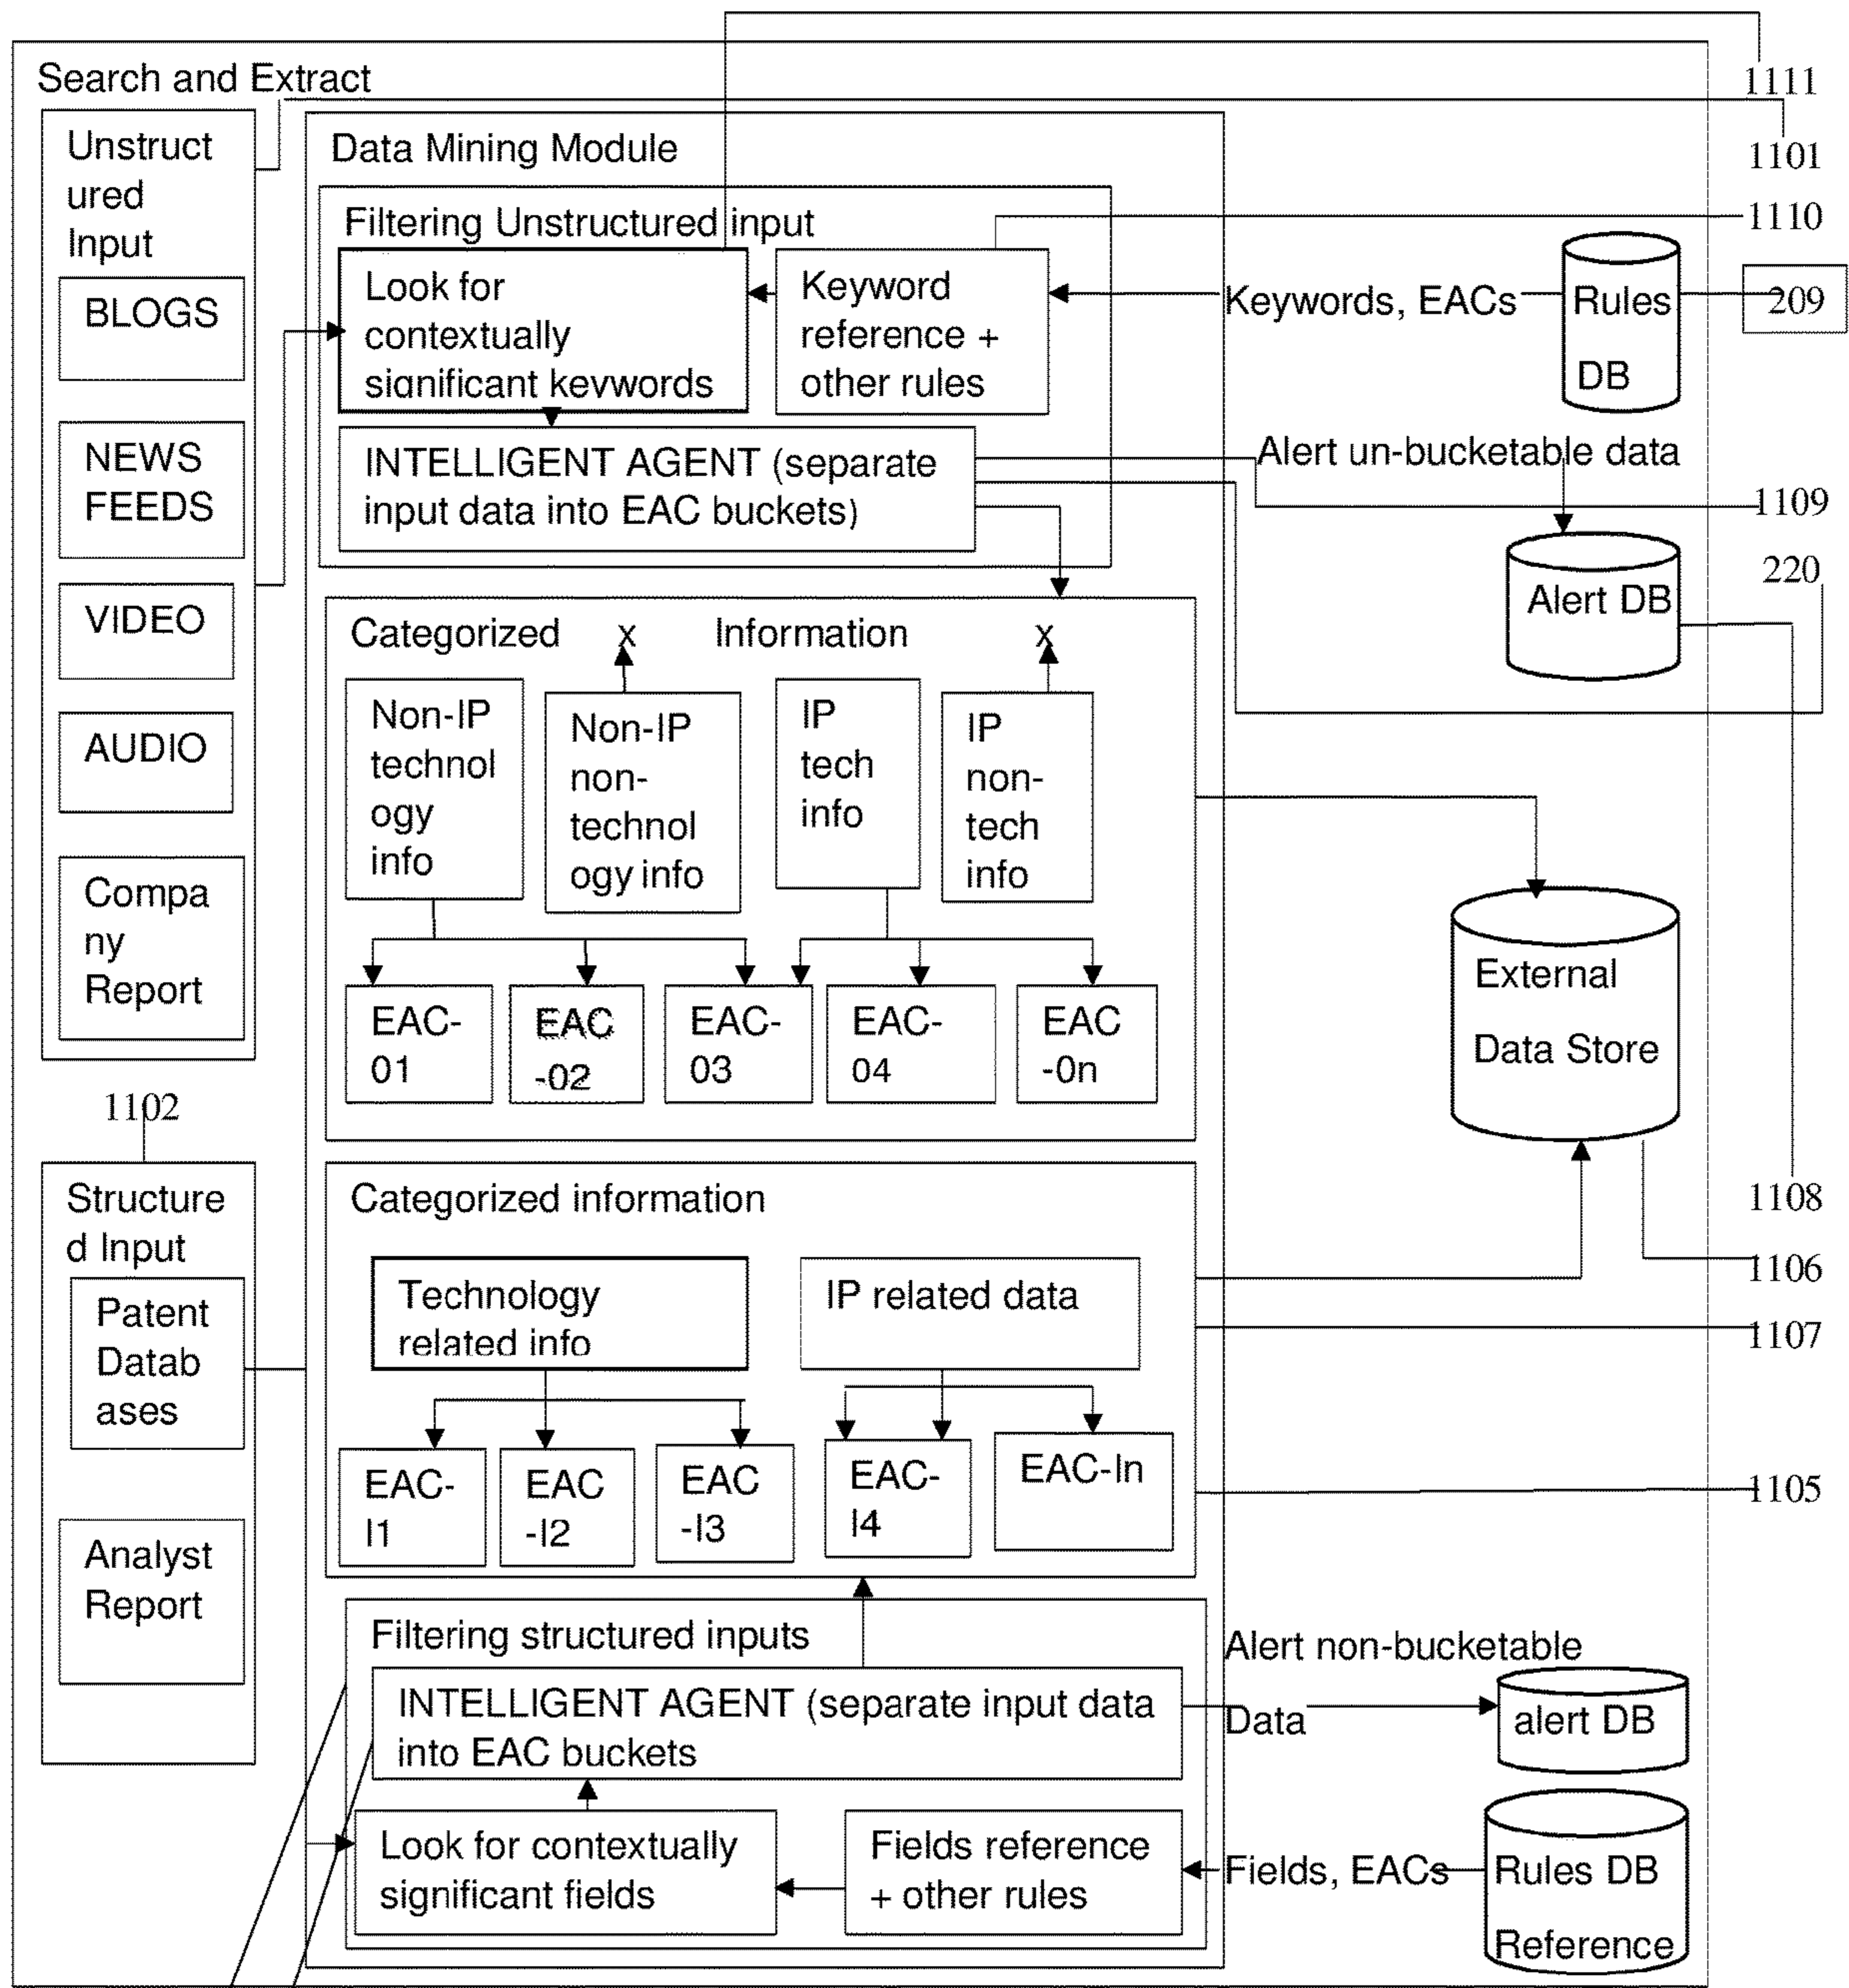 Search and Extract
1111
1101
1110
209
1109
220
1108
1106
1107
1105
Unstruct
ured
Input
BLOGS
NEWS
FEEDS
VIDEO
AUDIO
Compa
ny
Report
1102
Structure
d Input
Patent
Datab
ases
Analyst
Report
Data Mining Module
Filtering Unstructured input
Look for
contextually
significant keywords
Keyword
reference +
other rules
Keywords, EACs
Rules
DB
INTELLIGENT AGENT (separate
input data into EAC buckets)
Alert un-bucketable data
Alert DB
Categorized x Information x
Non-IP
technol
ogy
info
Non-IP
non-
technol
ogy info
IP
tech
info
IP
non-
tech
info
EAC-
01
EAC
-02
EAC-
03
EAC-
04
EAC
-0n
External
Data Store
Categorized information
Technology
related info
IP related data
EAC-
I1
EAC
-I2
EAC
-I3
EAC-
I4
EAC-In
Filtering structured inputs
INTELLIGENT AGENT (separate input data
into EAC buckets
Alert non-bucketable
Data
alert DB
Look for contextually
significant fields
Fields reference
+ other rules
Fields, EACs
Rules DB
Reference